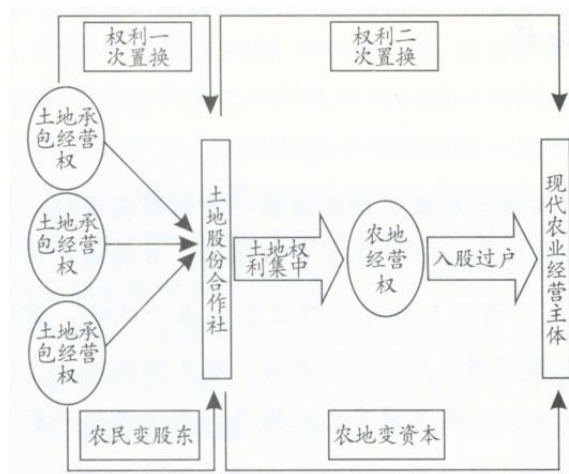 权利一
次置换
权利二
次置换
土地承
包经营
权
土地承
包经营
权
土地承
包经营
权
土地股份合作社
土地权
利集中
农地
经营
权
入股过户
现代农业经营主体
农民变股东
农地变资本